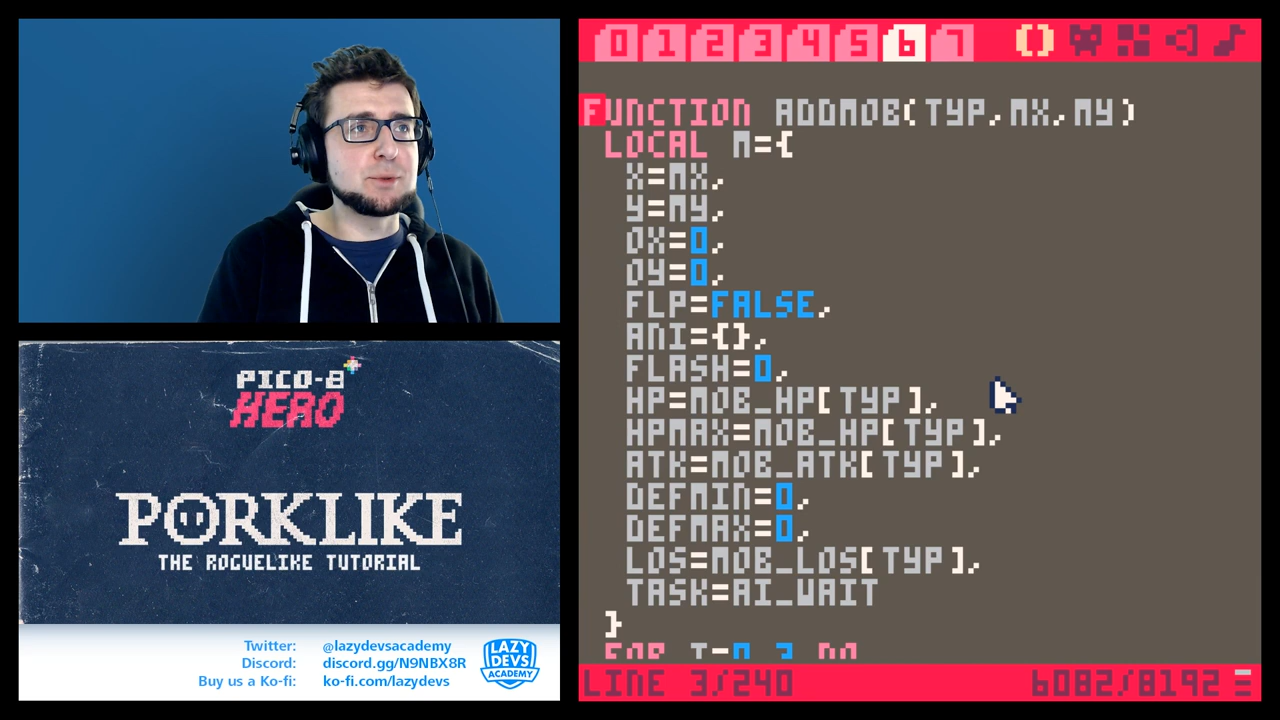 0 1 2 3 4 5 6 7
FUNCTION ADDMOB(TYP,MX,MY)
LOCAL M={
X=MX,
Y=MY,
OX=0,
OY=0,
FLP=FALSE,
ANI={},
FLASH=0,
HP=MOB_HP[TYP],
HPMAX=MOB_HP[TYP],
ATK=MOB_ATK[TYP],
DEFMIN=0,
DEFMAX=0,
LOS=MOB_LOS[TYP],
TASK=AI_WAIT
}
LINE 3/240
6082/8192
PICO-8
HERO
PORKLIKE
THE ROGUELIKE TUTORIAL
Twitter: @lazydevsacademy
Discord: discord.gg/N9NBX8R
Buy us a Ko-fi: ko-fi.com/lazydevs
LAZY
DEVS
ACADEMY